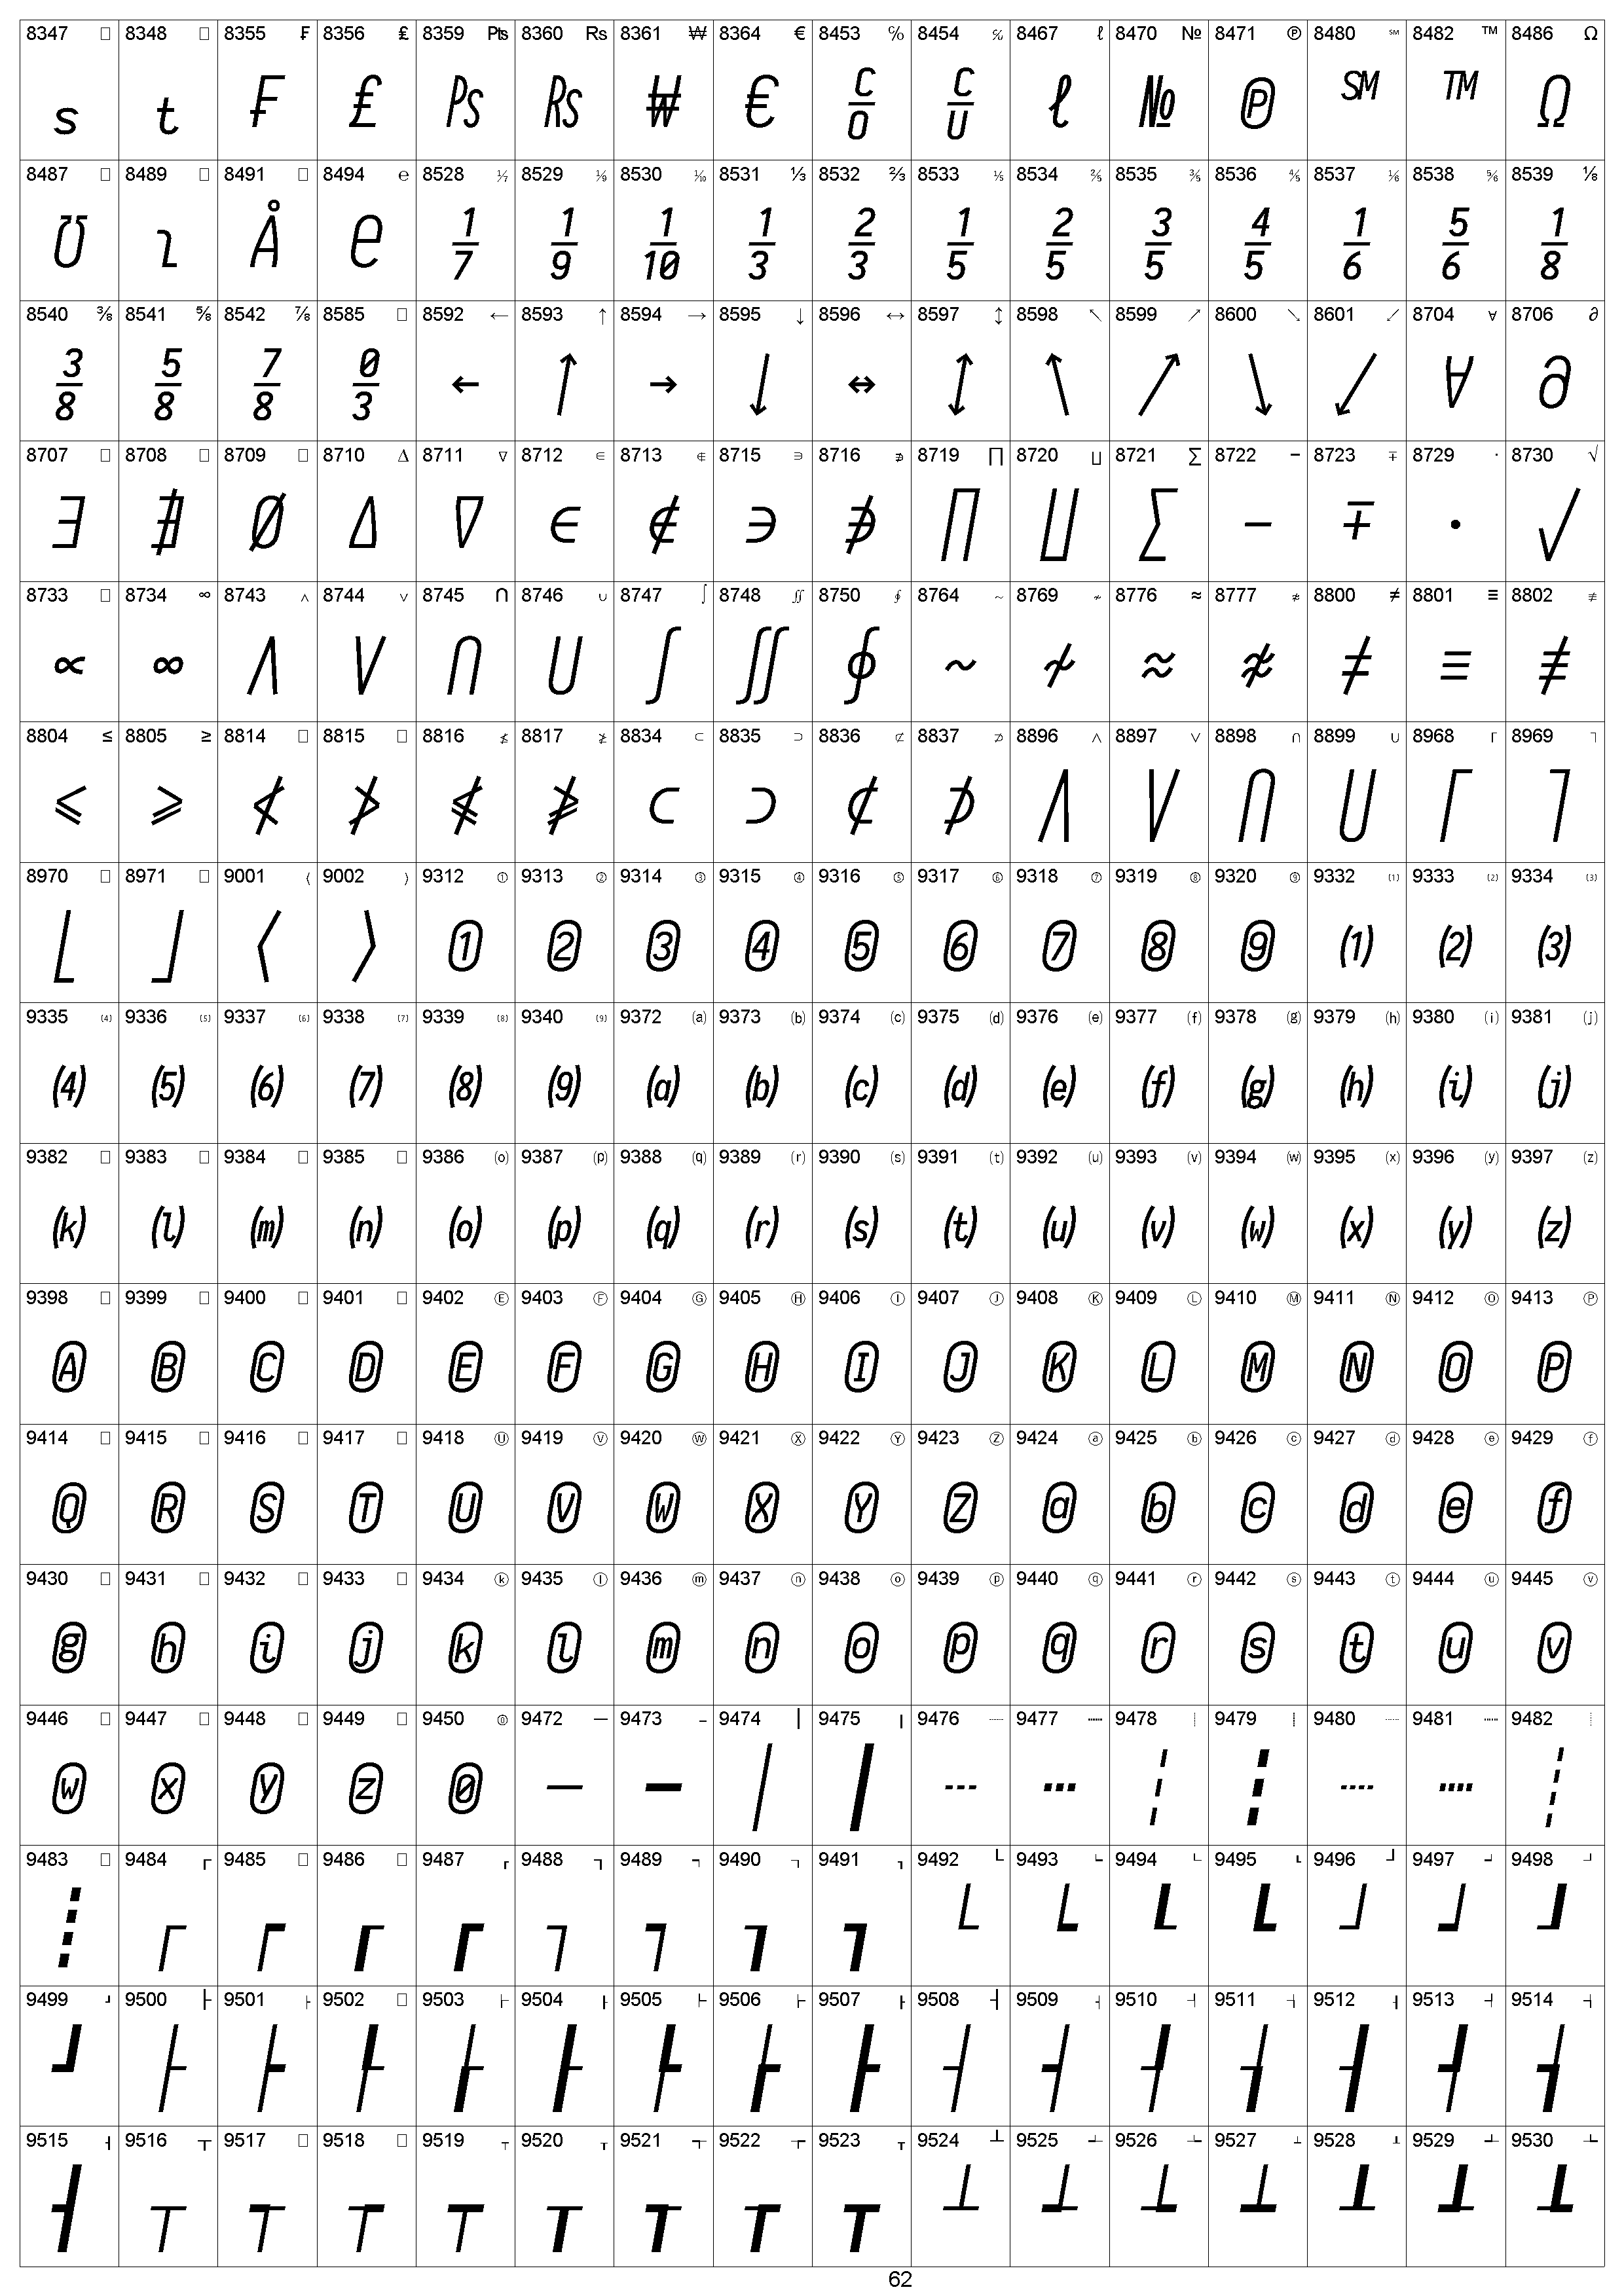 8347 □ 8348 □ 8355 ₣ 8356 ₤ 8359 ₧ 8360 ₨ 8361 ₩ 8364 € 8453 ℅ 8454 ℆ 8467 ℓ 8470 № 8471 ℗ 8480 ℠ 8482 ™ 8486 Ω
s t ₣ ₤ Ps Rs ₩ € ℅ ℆ ℓ № ℗ ℠ ™ Ω
8487 □ 8489 □ 8491 □ 8494 ℮ 8528 ⅐ 8529 ⅑ 8530 ⅒ 8531 ⅓ 8532 ⅔ 8533 ⅕ 8534 ⅖ 8535 ⅗ 8536 ⅘ 8537 ⅙ 8538 ⅚ 8539 ⅛
℧ ℩ Å ℮ ⅐ ⅑ ⅒ ⅓ ⅔ ⅕ ⅖ ⅗ ⅘ ⅙ ⅚ ⅛
8540 ⅜ 8541 ⅝ 8542 ⅞ 8585 □ 8592 ← 8593 ↑ 8594 → 8595 ↓ 8596 ↔ 8597 ↕ 8598 ↖ 8599 ↗ 8600 ↘ 8601 ↙ 8704 ∀ 8706 ∂
⅜ ⅝ ⅞ ↉ ← ↑ → ↓ ↔ ↕ ↖ ↗ ↘ ↙ ∀ ∂
8707 □ 8708 □ 8709 □ 8710 ∆ 8711 ∇ 8712 ∈ 8713 ∉ 8715 ∋ 8716 ∌ 8719 ∏ 8720 ∐ 8721 ∑ 8722 − 8723 ∓ 8729 ∙ 8730 √
∃ ∄ ∅ ∆ ∇ ∈ ∉ ∋ ∌ ∏ ∐ ∑ − ∓ ∙ √
8733 □ 8734 ∞ 8743 ∧ 8744 ∨ 8745 ∩ 8746 ∪ 8747 ∫ 8748 ∬ 8750 ∮ 8764 ∼ 8769 ≁ 8776 ≈ 8777 ≉ 8800 ≠ 8801 ≡ 8802 ≢
∝ ∞ ∧ ∨ ∩ ∪ ∫ ∬ ∮ ∼ ≁ ≈ ≉ ≠ ≡ ≢
8804 ≤ 8805 ≥ 8814 □ 8815 □ 8816 ≰ 8817 ≱ 8834 ⊂ 8835 ⊃ 8836 ⊄ 8837 ⊅ 8896 ⋀ 8897 ⋁ 8898 ⋂ 8899 ⋃ 8968 ⌈ 8969 ⌉
≤ ≥ ≮ ≯ ≰ ≱ ⊂ ⊃ ⊄ ⊅ ⋀ ⋁ ⋂ ⋃ ⌈ ⌉
8970 □ 8971 □ 9001 〈 9002 〉 9312 ① 9313 ② 9314 ③ 9315 ④ 9316 ⑤ 9317 ⑥ 9318 ⑦ 9319 ⑧ 9320 ⑨ 9332 ⑴ 9333 ⑵ 9334 ⑶
⌊ ⌋ 〈 〉 ① ② ③ ④ ⑤ ⑥ ⑦ ⑧ ⑨ (1) (2) (3)
9335 ⑷ 9336 ⑸ 9337 ⑹ 9338 ⑺ 9339 ⑻ 9340 ⑼ 9372 ⒜ 9373 ⒝ 9374 ⒞ 9375 ⒟ 9376 ⒠ 9377 ⒡ 9378 ⒢ 9379 ⒣ 9380 ⒤ 9381 ⒥
(4) (5) (6) (7) (8) (9) (a) (b) (c) (d) (e) (f) (g) (h) (i) (j)
9382 □ 9383 □ 9384 □ 9385 □ 9386 ⒪ 9387 ⒫ 9388 ⒬ 9389 ⒭ 9390 ⒮ 9391 ⒯ 9392 ⒰ 9393 ⒱ 9394 ⒲ 9395 ⒳ 9396 ⒴ 9397 ⒵
(k) (l) (m) (n) (o) (p) (q) (r) (s) (t) (u) (v) (w) (x) (y) (z)
9398 □ 9399 □ 9400 □ 9401 □ 9402 Ⓔ 9403 Ⓕ 9404 Ⓖ 9405 Ⓗ 9406 Ⓘ 9407 Ⓙ 9408 Ⓚ 9409 Ⓛ 9410 Ⓜ 9411 Ⓝ 9412 Ⓞ 9413 Ⓟ
Ⓐ Ⓑ Ⓒ Ⓓ Ⓔ Ⓕ Ⓖ Ⓗ Ⓘ Ⓙ Ⓚ Ⓛ Ⓜ Ⓝ Ⓞ Ⓟ
9414 □ 9415 □ 9416 □ 9417 □ 9418 Ⓤ 9419 Ⓥ 9420 Ⓦ 9421 Ⓧ 9422 Ⓨ 9423 Ⓩ 9424 ⓐ 9425 ⓑ 9426 ⓒ 9427 ⓓ 9428 ⓔ 9429 ⓕ
Ⓠ Ⓡ Ⓢ Ⓣ Ⓤ Ⓥ Ⓦ Ⓧ Ⓨ Ⓩ ⓐ ⓑ ⓒ ⓓ ⓔ ⓕ
9430 □ 9431 □ 9432 □ 9433 □ 9434 ⓚ 9435 ⓛ 9436 ⓜ 9437 ⓝ 9438 ⓞ 9439 ⓟ 9440 ⓠ 9441 ⓡ 9442 ⓢ 9443 ⓣ 9444 ⓤ 9445 ⓥ
ⓖ ⓗ ⓘ ⓙ ⓚ ⓛ ⓜ ⓝ ⓞ ⓟ ⓠ ⓡ ⓢ ⓣ ⓤ ⓥ
9446 □ 9447 □ 9448 □ 9449 □ 9450 ⓪ 9472 ─ 9473 ━ 9474 │ 9475 ┃ 9476 ┄ 9477 ┅ 9478 ┆ 9479 ┇ 9480 ┈ 9481 ┉ 9482 ┊
ⓦ ⓧ ⓨ ⓩ ⓪ ─ ━ │ ┃ ┄ ┅ ┆ ┇ ┈ ┉ ┊
9483 □ 9484 ┌ 9485 □ 9486 □ 9487 ┏ 9488 ┐ 9489 ┑ 9490 ┒ 9491 ┓ 9492 └ 9493 ┕ 9494 ┖ 9495 ┗ 9496 ┘ 9497 ┙ 9498 ┚
┋ ┌ ┍ ┎ ┏ ┐ ┑ ┒ ┓ └ ┕ ┖ ┗ ┘ ┙ ┚
9499 ┛ 9500 ├ 9501 ┝ 9502 □ 9503 ┟ 9504 ┠ 9505 ┡ 9506 ┢ 9507 ┣ 9508 ┤ 9509 ┥ 9510 ┦ 9511 ┧ 9512 ┨ 9513 ┩ 9514 ┪
┛ ├ ┝ ┞ ┟ ┠ ┡ ┢ ┣ ┤ ┥ ┦ ┧ ┨ ┩ ┪
9515 ┫ 9516 ┬ 9517 □ 9518 □ 9519 ┯ 9520 ┰ 9521 ┱ 9522 ┲ 9523 ┳ 9524 ┴ 9525 ┵ 9526 ┶ 9527 ┷ 9528 ┸ 9529 ┹ 9530 ┺
┫ ┬ ┭ ┮ ┯ ┰ ┱ ┲ ┳ ┴ ┵ ┶ ┷ ┸ ┹ ┺
62